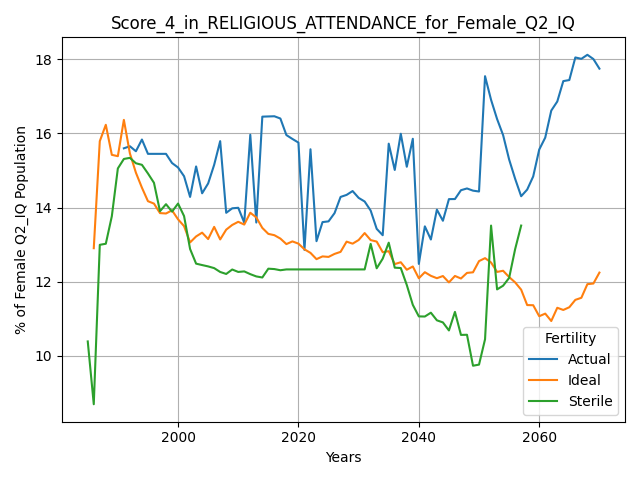 Score_4_in_RELIGIOUS_ATTENDANCE_for_Female_Q2_IQ
% of Female Q2_IQ Population
18
16
14
12
10
2000 2020 2040 2060
Years
Fertility
Actual
Ideal
Sterile